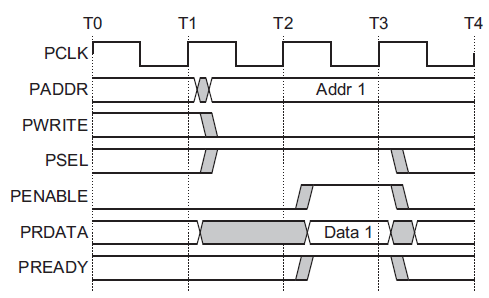 T0 T1 T2 T3 T4
PCLK
PADDR Addr 1
PWRITE
PSEL
PENABLE
PRDATA Data 1
PREADY